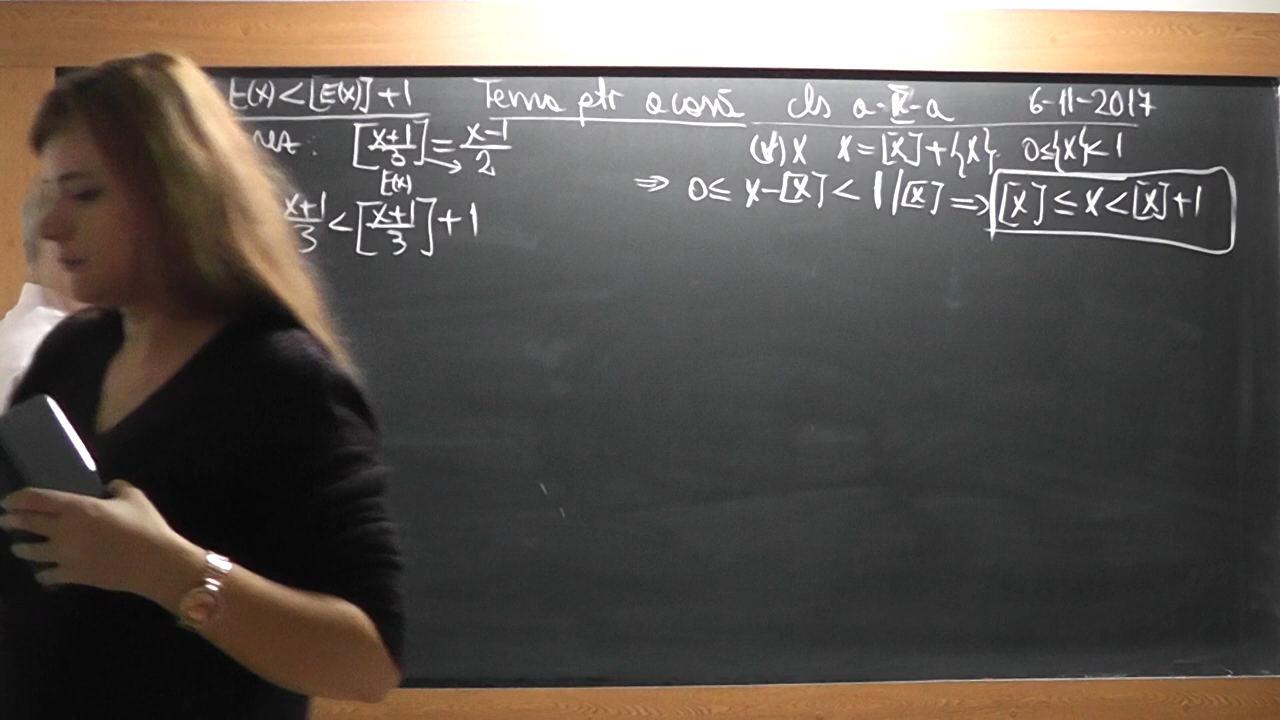 E(x) < [E(x)] + 1 Tema ptr acasă cls a-IX-a 6-11-2017
[x+1/3] = x-1/2 (∀) x x = [x] + {x} 0 ≤ {x} < 1
E(x) ⇒ 0 ≤ x - [x] < 1 | [x] ⇒ [x] ≤ x < [x] + 1
x+1/3 < [x+1/3] + 1